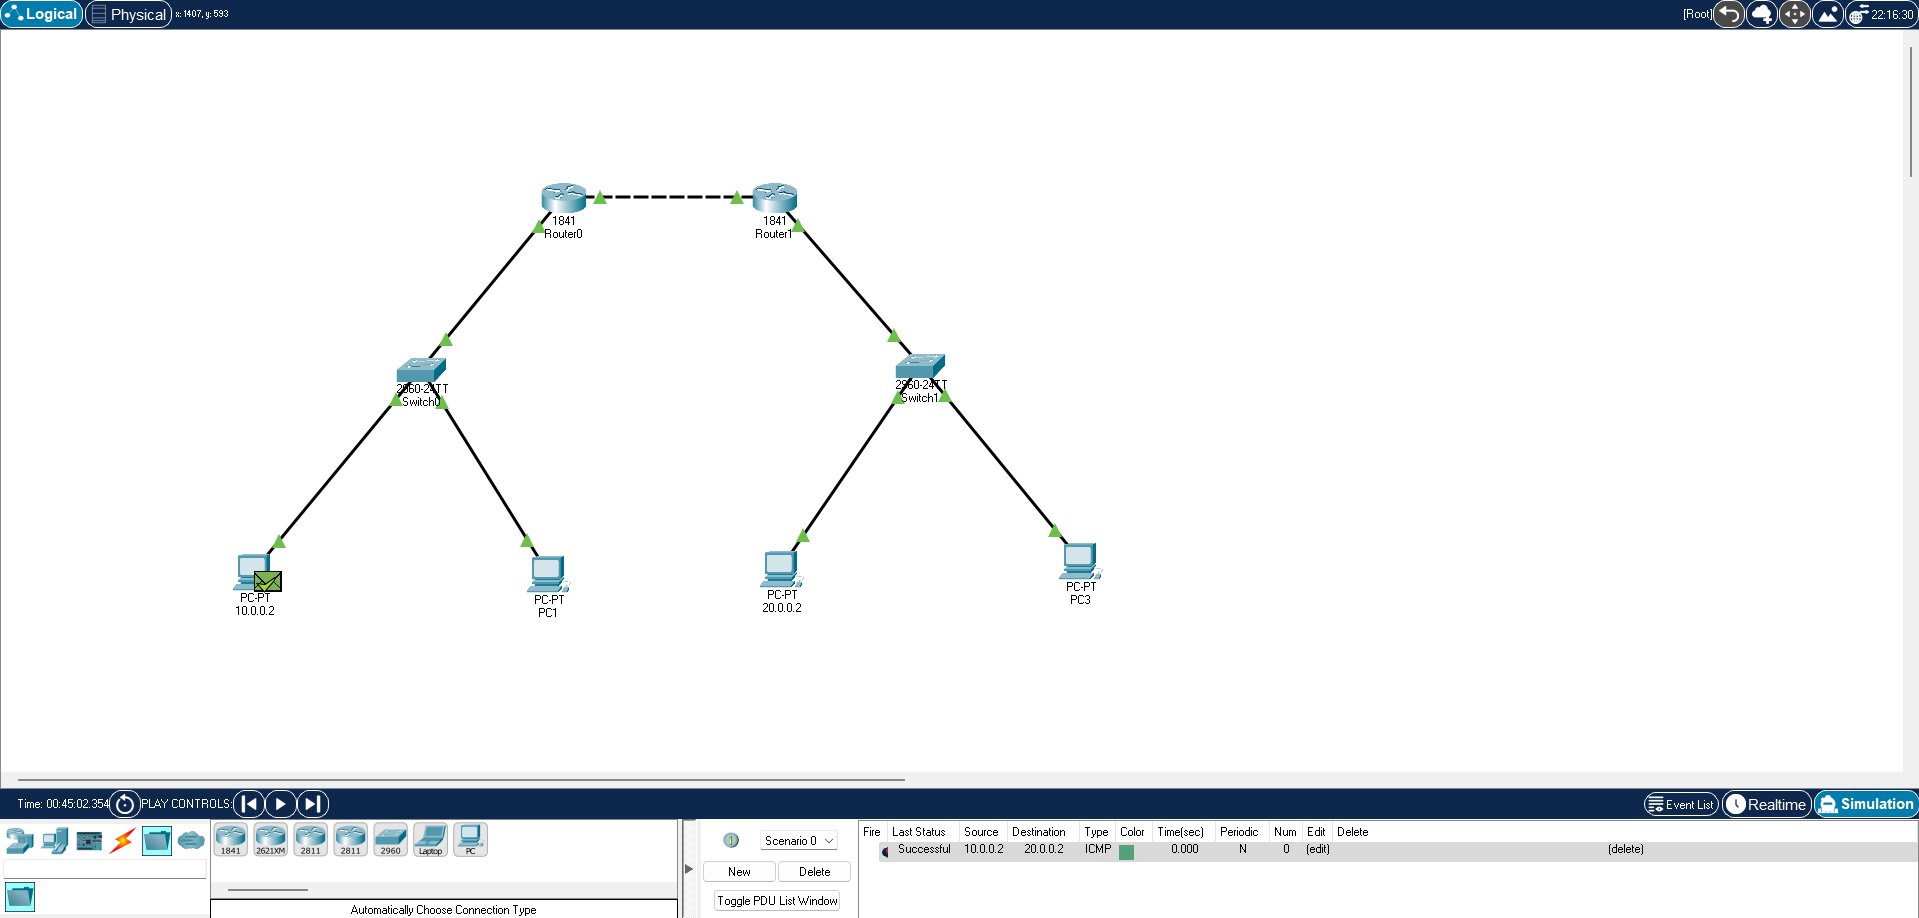 Logical Physical x: 1407, y: 593 [Root] 22:16:30
1841
Router0
1841
Router1
2960-24TT
Switch0
2960-24TT
Switch1
PC-PT
10.0.0.2
PC-PT
PC1
PC-PT
20.0.0.2
PC-PT
PC3
Time: 00:45:02.354 PLAY CONTROLS: Event List Realtime Simulation
1841 2621XM 2811 2811 2960 Laptop PC
Automatically Choose Connection Type
Scenario 0
New Delete
Toggle PDU List Window
Fire Last Status Source Destination Type Color Time(sec) Periodic Num Edit Delete
Successful 10.0.0.2 20.0.0.2 ICMP 0.000 N 0 (edit) (delete)